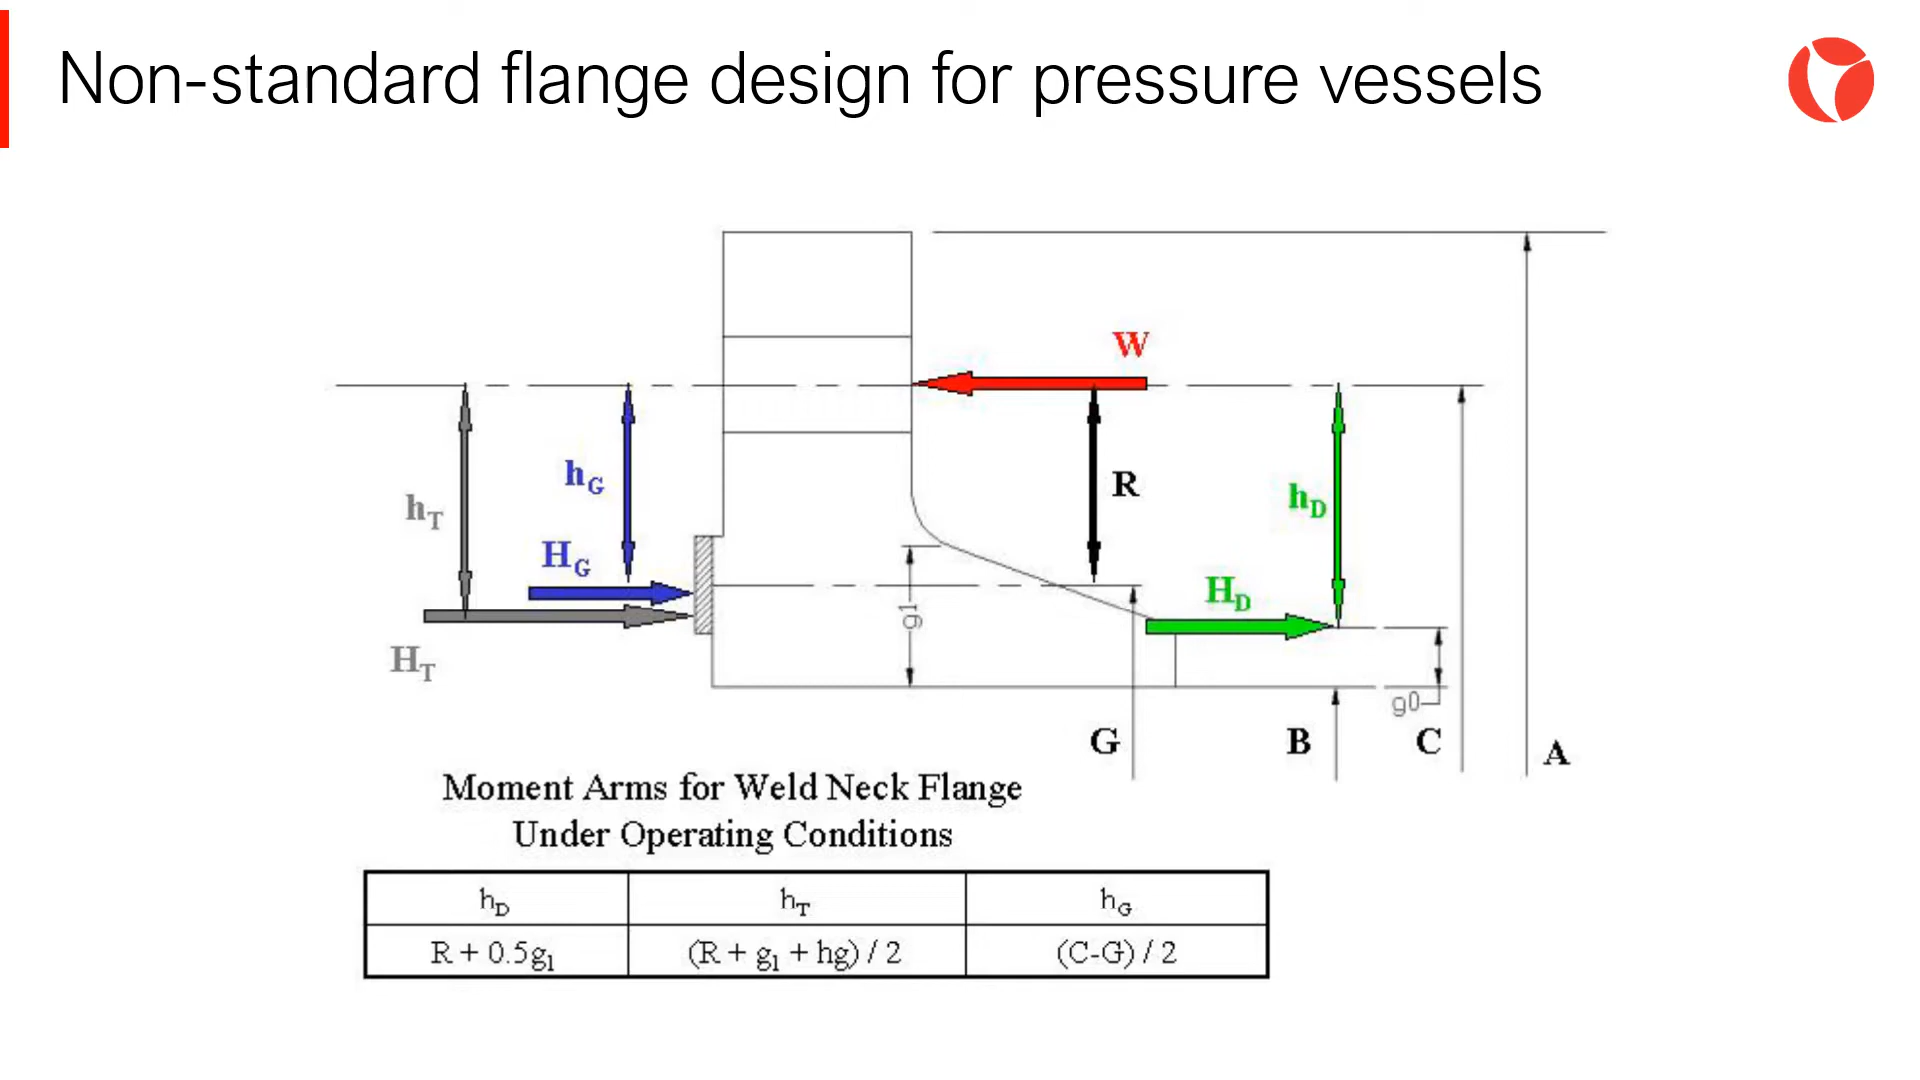 Non-standard flange design for pressure vessels
W
hG
R
hD
hT
HG
HD
g1
HT
g0
G
B
C
A
Moment Arms for Weld Neck Flange
Under Operating Conditions
hD hT hG
R + 0.5g1 (R + g1 + hg) / 2 (C-G) / 2